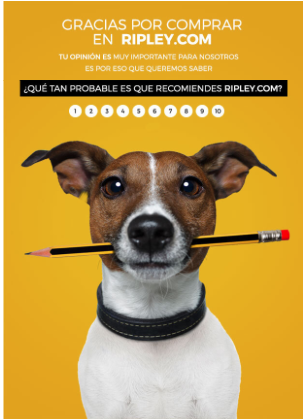 GRACIAS POR COMPRAR
EN RIPLEY.COM
TU OPINIÓN ES MUY IMPORTANTE PARA NOSOTROS
ES POR ESO QUE QUEREMOS SABER
¿QUÉ TAN PROBABLE ES QUE RECOMIENDES RIPLEY.COM?
1 2 3 4 5 6 7 8 9 10